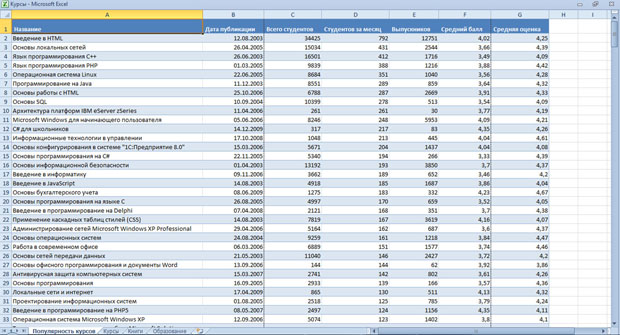 Курсы - Microsoft Excel
A B C D E F G H I
1 Название Дата публикации Всего студентов Студентов за месяц Выпускников Средний балл Средняя оценка
2 Введение в HTML 12.08.2003 34425 792 12751 4,02 4,25
3 Основы локальных сетей 26.04.2005 15034 431 2544 3,66 4,39
4 Язык программирования C++ 26.06.2003 16501 412 1716 3,49 4,09
5 Язык программирования PHP 01.03.2005 9839 388 1216 3,88 4,42
6 Операционная система Linux 22.06.2005 8684 351 1040 3,56 4,28
7 Программирование на Java 11.12.2003 8551 289 859 3,64 4,32
8 Основы работы с HTML 25.10.2006 6788 287 2669 3,91 4,33
9 Основы SQL 10.09.2004 10399 278 513 3,54 4,09
10 Архитектура платформ IBM eServer zSeries 11.04.2006 261 261 30 3,77 4,19
11 Microsoft Windows для начинающего пользователя 05.06.2006 8246 248 5953 4,09 4,21
12 C# для школьников 14.12.2009 317 217 83 4,35 4,26
13 Информационные технологии в управлении 17.10.2008 1048 213 445 4,04 4,61
14 Основы конфигурирования в системе "1С:Предприятие 8.0" 15.03.2006 5671 204 1437 4,04 4,08
15 Основы программирования на C# 22.11.2005 5340 194 266 3,33 4,39
16 Основы информационной безопасности 01.04.2003 13192 193 3850 3,7 4,37
17 Введение в информатику 09.11.2006 3662 189 652 3,46 4,2
18 Введение в JavaScript 14.08.2003 4918 185 1687 3,86 4,04
19 Основы бухгалтерского учета 08.06.2009 1275 183 332 4,23 4,67
20 Основы программирования на языке C 26.08.2005 4997 170 659 3,52 4,05
21 Введение в программирование на Delphi 07.04.2008 2121 168 351 3,7 4,38
22 Применение каскадных таблиц стилей (CSS) 14.08.2003 7819 167 3619 4,16 4,07
23 Администрирование сетей Microsoft Windows XP Professional 29.04.2006 5164 162 687 3,6 4,37
24 Основы операционных систем 24.08.2004 9259 161 1218 3,84 4,47
25 Работа в современном офисе 06.03.2006 6889 151 1577 3,74 4,46
26 Основы сетей передачи данных 21.05.2003 11040 146 2427 3,72 4,2
27 Основы офисного программирования и документы Word 13.09.2006 144 144 62 3,92 3,86
28 Антивирусная защита компьютерных систем 15.03.2007 2741 142 802 3,61 4,26
29 Основы программирования 16.09.2005 2933 139 166 3,57 4,36
30 Локальные сети и интернет 17.04.2009 865 130 511 4,13 4,32
31 Проектирование информационных систем 01.08.2005 2518 125 785 3,79 4,24
32 Введение в программирование на PHP5 08.05.2007 2497 124 1156 4,35 4,11
33 Операционная система Microsoft Windows XP 12.09.2006 5074 123 1402 3,8 4,1
Популярность курсов Курсы Книги Образование